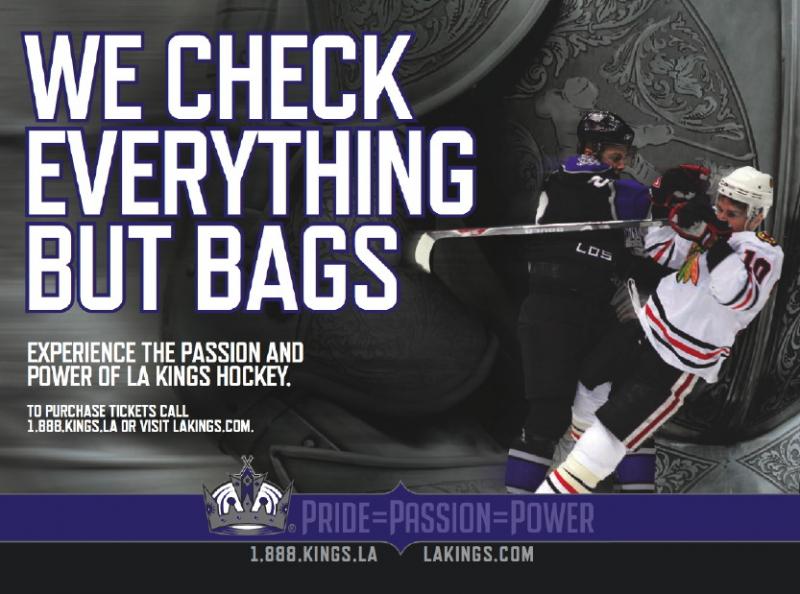 WE CHECK
EVERYTHING
BUT BAGS
EXPERIENCE THE PASSION AND
POWER OF LA KINGS HOCKEY.
TO PURCHASE TICKETS CALL
1.888.KINGS.LA OR VISIT LAKINGS.COM.
2
LOS
10
®
PRIDE=PASSION=POWER
1.888.KINGS.LA LAKINGS.COM